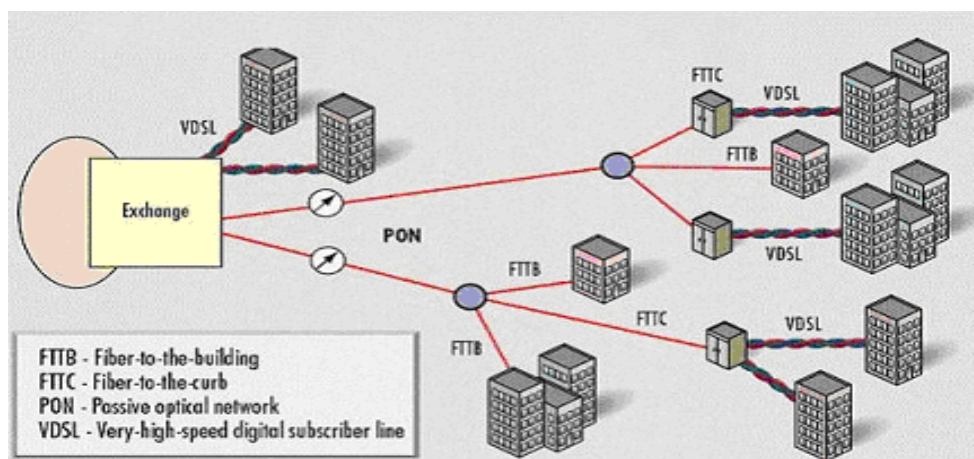 FTTC
VDSL
VDSL
FTTB
Exchange
PON
VDSL
FTTB
FTTC
VDSL
FTTB
FTTB - Fiber-to-the-building
FTTC - Fiber-to-the-curb
PON - Passive optical network
VDSL - Very-high-speed digital subscriber line